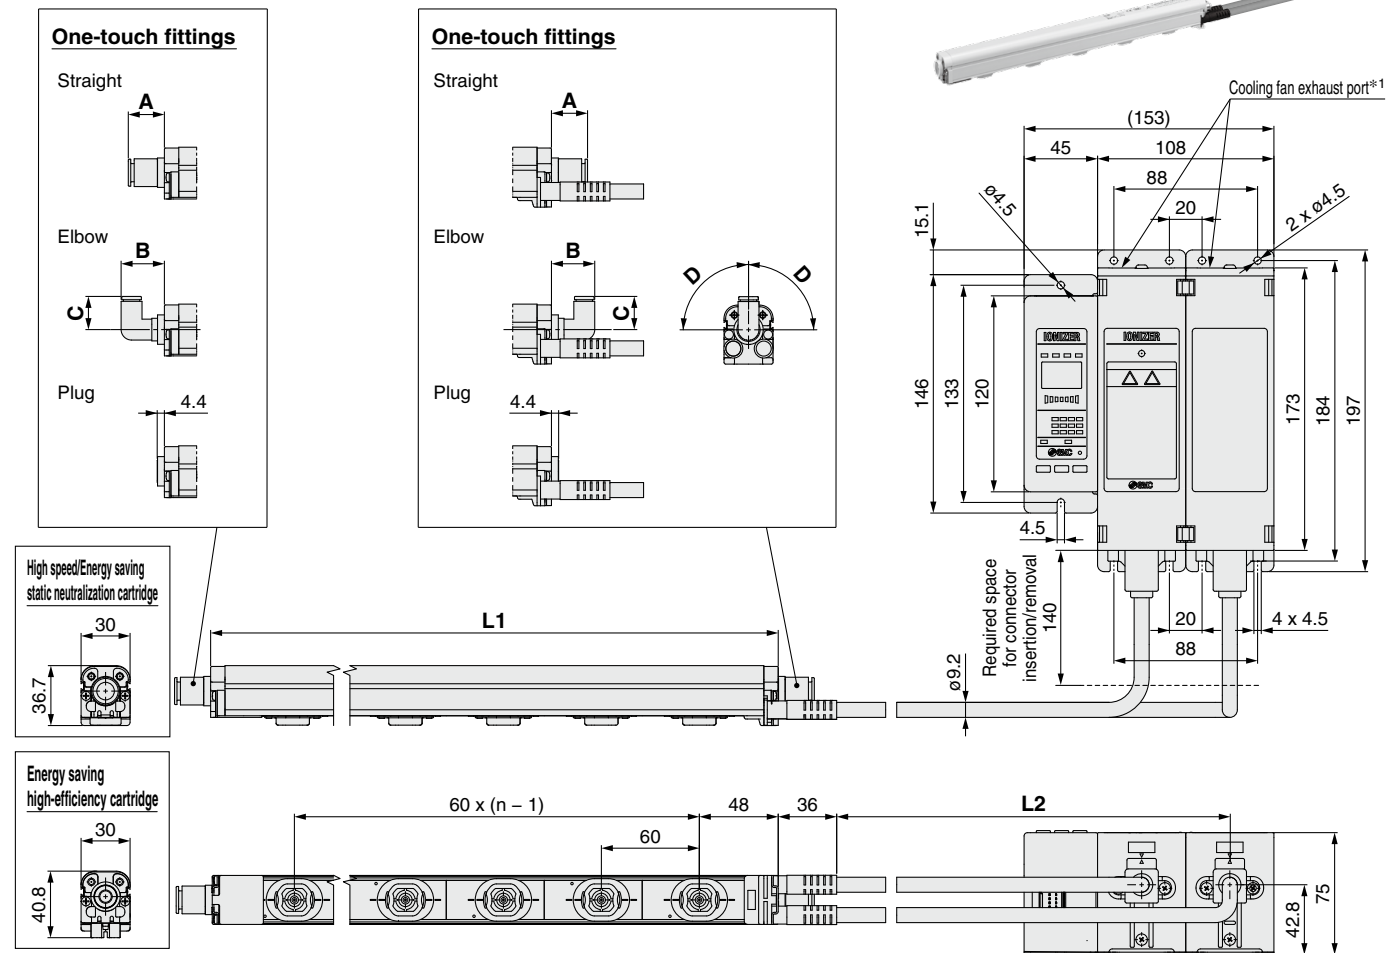 One-touch fittings
Straight
A
Elbow
B
C
Plug
4.4
One-touch fittings
Straight
A
Elbow
B
C
D
D
Plug
4.4
Cooling fan exhaust port*1
(153)
45
108
88
20
ø4.5
2 x ø4.5
15.1
146
133
120
173
184
197
IONIZER
IONIZER
SMC
SMC
4.5
Required space
for connector
insertion/removal
140
20
4 x 4.5
88
ø9.2
High speed/Energy saving
static neutralization cartridge
30
36.7
L1
Energy saving
high-efficiency cartridge
30
40.8
60 x (n − 1)
48
36
L2
60
42.8
75